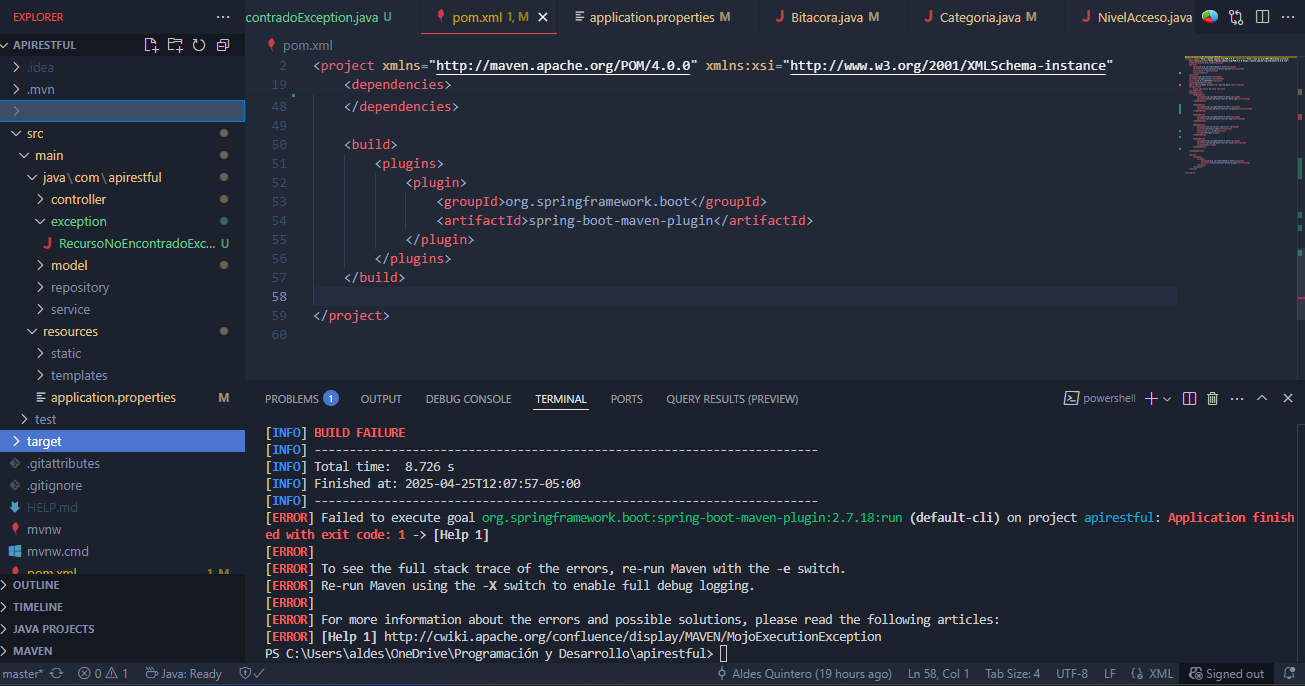 EXPLORER
contradoException.java U
pom.xml 1, M
application.properties M
Bitacora.java M
Categoria.java M
NivelAcceso.java
APIRESTFUL
.idea
.mvn
src
main
java\com\apirestful
controller
exception
RecursoNoEncontradoExc... U
model
repository
service
resources
static
templates
application.properties M
test
target
.gitattributes
.gitignore
HELP.md
mvnw
mvnw.cmd
pom.xml 1, M
OUTLINE
TIMELINE
JAVA PROJECTS
MAVEN
pom.xml
2 <project xmlns="http://maven.apache.org/POM/4.0.0" xmlns:xsi="http://www.w3.org/2001/XMLSchema-instance"
19 <dependencies>
48 </dependencies>
49
50 <build>
51 <plugins>
52 <plugin>
53 <groupId>org.springframework.boot</groupId>
54 <artifactId>spring-boot-maven-plugin</artifactId>
55 </plugin>
56 </plugins>
57 </build>
58
59 </project>
60
PROBLEMS 1 OUTPUT DEBUG CONSOLE TERMINAL PORTS QUERY RESULTS (PREVIEW)
powershell
[INFO] BUILD FAILURE
[INFO] ------------------------------------------------------------------------
[INFO] Total time:  8.726 s
[INFO] Finished at: 2025-04-25T12:07:57-05:00
[INFO] ------------------------------------------------------------------------
[ERROR] Failed to execute goal org.springframework.boot:spring-boot-maven-plugin:2.7.18:run (default-cli) on project apirestful: Application finish
ed with exit code: 1 -> [Help 1]
[ERROR]
[ERROR] To see the full stack trace of the errors, re-run Maven with the -e switch.
[ERROR] Re-run Maven using the -X switch to enable full debug logging.
[ERROR]
[ERROR] For more information about the errors and possible solutions, please read the following articles:
[ERROR] [Help 1] http://cwiki.apache.org/confluence/display/MAVEN/MojoExecutionException
PS C:\Users\aldes\OneDrive\Programación y Desarrollo\apirestful>
master* 0 1 Java: Ready Aldes Quintero (19 hours ago) Ln 58, Col 1 Tab Size: 4 UTF-8 LF {} XML Signed out